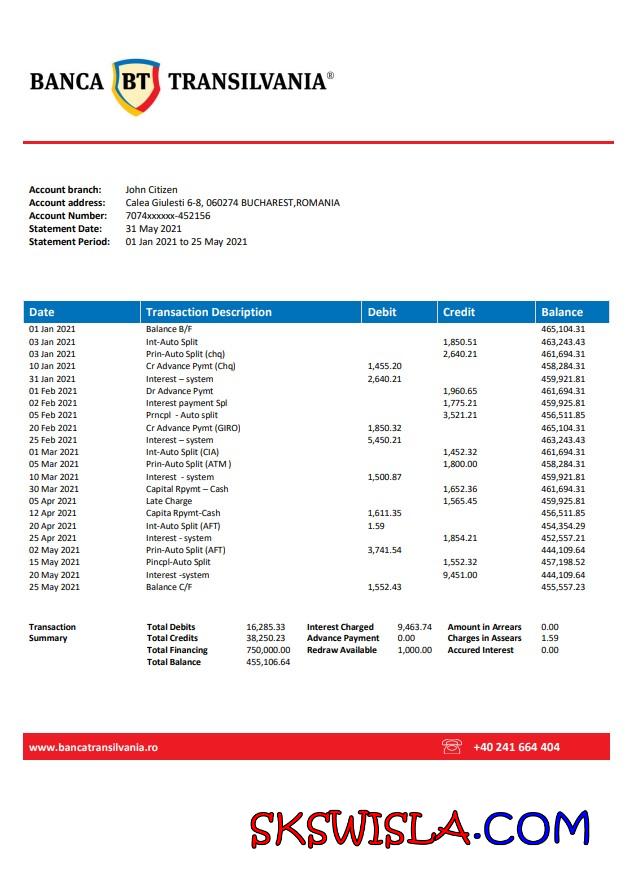 BANCA BT TRANSILVANIA®
Account branch: John Citizen
Account address: Calea Giulesti 6-8, 060274 BUCHAREST,ROMANIA
Account Number: 7074xxxxxx-452156
Statement Date: 31 May 2021
Statement Period: 01 Jan 2021 to 25 May 2021
Date Transaction Description Debit Credit Balance
01 Jan 2021 Balance B/F 465,104.31
03 Jan 2021 Int-Auto Split 1,850.51 463,243.43
03 Jan 2021 Prin-Auto Split (chq) 2,640.21 461,694.31
10 Jan 2021 Cr Advance Pymt (Chq) 1,455.20 458,284.31
31 Jan 2021 Interest – system 2,640.21 459,921.81
01 Feb 2021 Dr Advance Pymt 1,960.65 461,694.31
02 Feb 2021 Interest payment Spl 1,775.21 459,925.81
05 Feb 2021 Prncpl - Auto split 3,521.21 456,511.85
20 Feb 2021 Cr Advance Pymt (GIRO) 1,850.32 465,104.31
25 Feb 2021 Interest – system 5,450.21 463,243.43
01 Mar 2021 Int-Auto Split (CIA) 1,452.32 461,694.31
05 Mar 2021 Prin-Auto Split (ATM ) 1,800.00 458,284.31
10 Mar 2021 Interest - system 1,500.87 459,921.81
30 Mar 2021 Capital Rpymt – Cash 1,652.36 461,694.31
05 Apr 2021 Late Charge 1,565.45 459,925.81
12 Apr 2021 Capita Rpymt-Cash 1,611.35 456,511.85
20 Apr 2021 Int-Auto Split (AFT) 1.59 454,354.29
25 Apr 2021 Interest - system 1,854.21 452,557.21
02 May 2021 Prin-Auto Split (AFT) 3,741.54 444,109.64
15 May 2021 Pincpl-Auto Split 1,552.32 457,198.52
20 May 2021 Interest -system 9,451.00 444,109.64
25 May 2021 Balance C/F 1,552.43 455,557.23
Transaction Total Debits 16,285.33 Interest Charged 9,463.74 Amount in Arrears 0.00
Summary Total Credits 38,250.23 Advance Payment 0.00 Charges in Assears 1.59
Total Financing 750,000.00 Redraw Available 1,000.00 Accured Interest 0.00
Total Balance 455,106.64
www.bancatransilvania.ro +40 241 664 404
SKSWISLA.COM